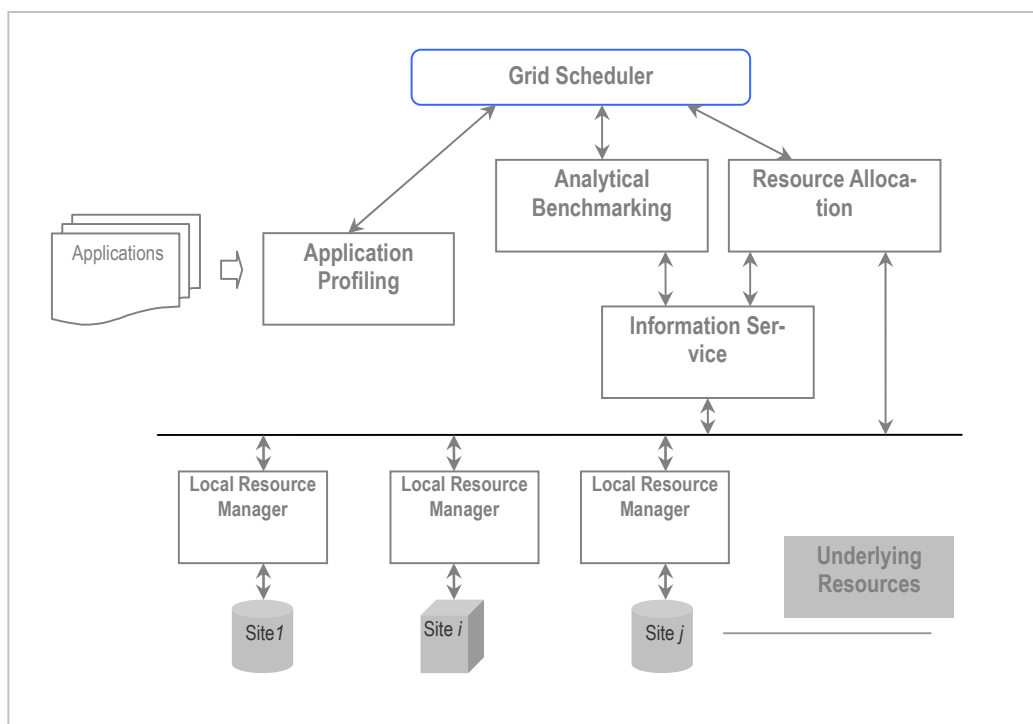 Grid Scheduler
Analytical
Benchmarking
Resource Alloca-
tion
Applications
Application
Profiling
Information Ser-
vice
Local Resource
Manager
Local Resource
Manager
Local Resource
Manager
Underlying
Resources
Site1
Site i
Site j